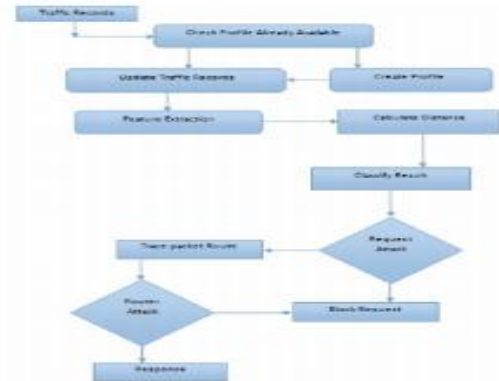 Traffic Records
Check Profile Already Available
Update Traffic Records
Create Profile
Feature Extraction
Calculate Distance
Classify Result
Request
Attack
Trace packet Route
Router
Attack
Block Request
Response